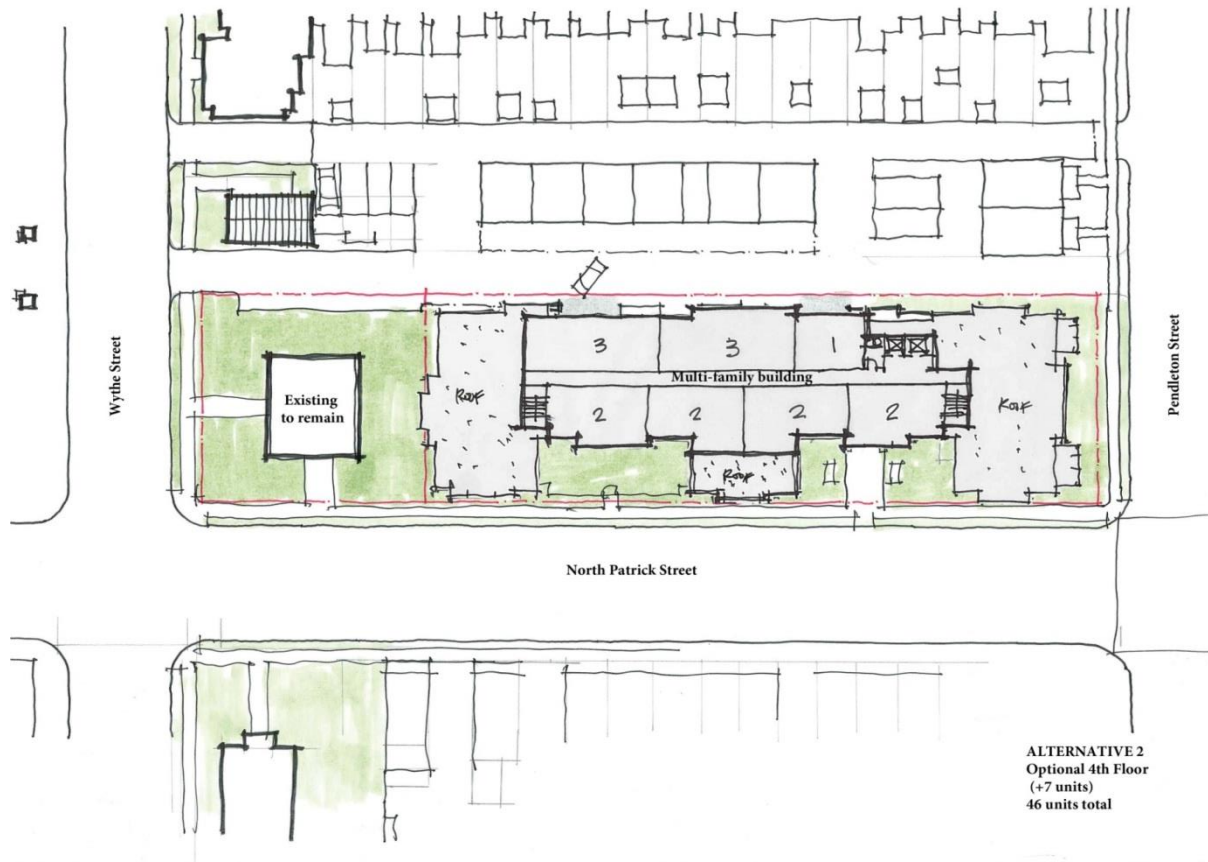 Wythe Street
Existing
to remain
ROOF
3
3
1
Multi-family building
2
2
2
2
ROOF
ROOF
Pendleton Street
North Patrick Street
ALTERNATIVE 2
Optional 4th Floor
(+7 units)
46 units total